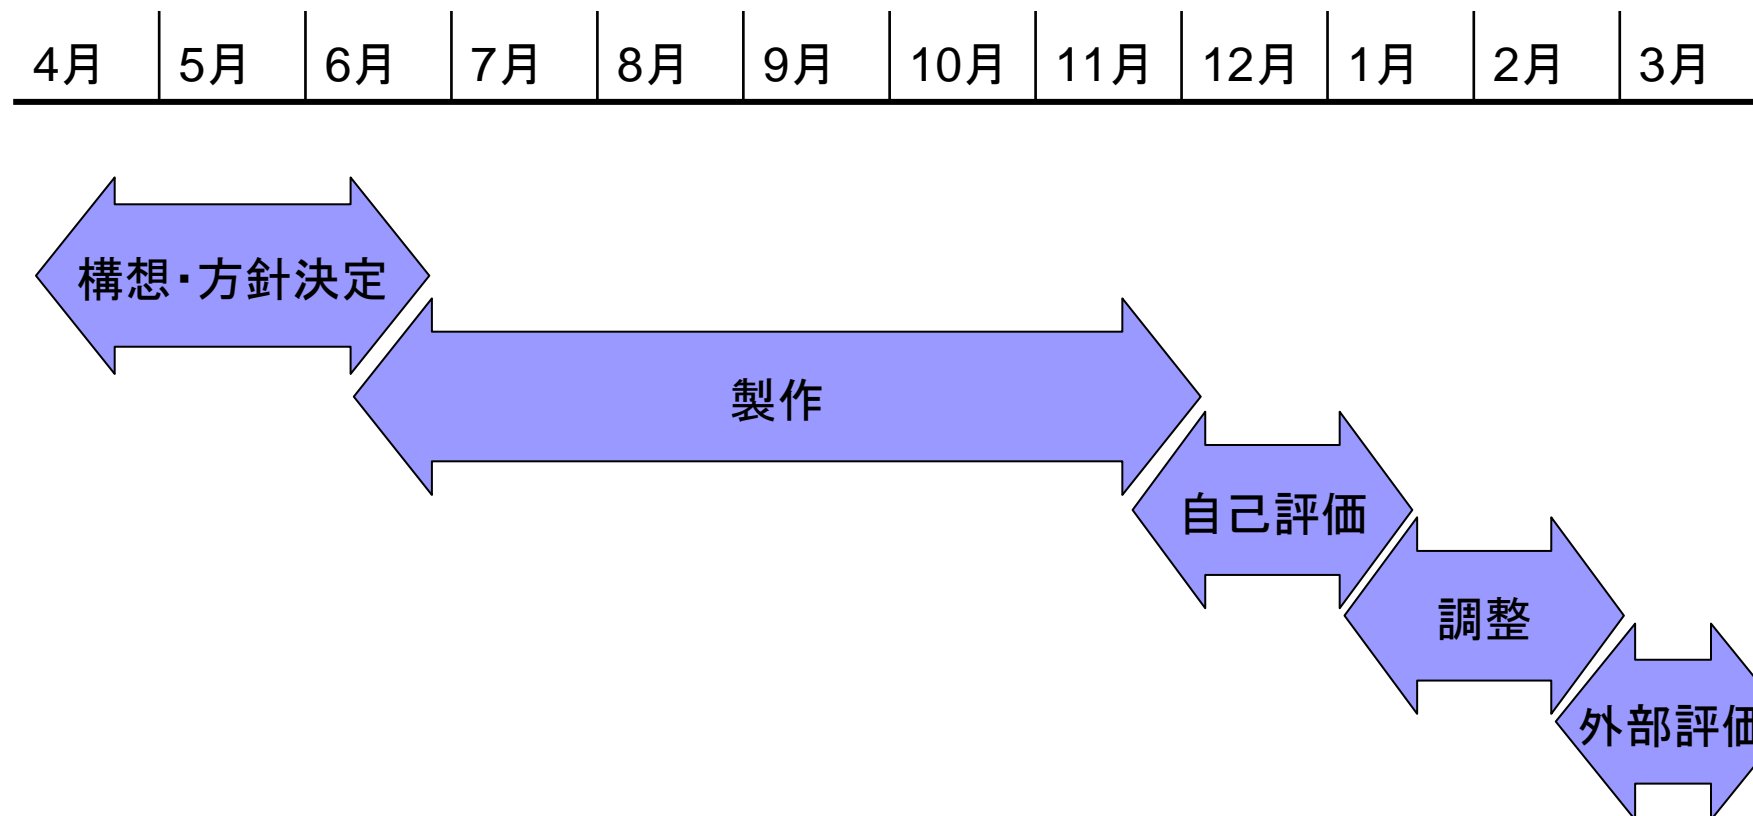 4月 5月 6月 7月 8月 9月 10月 11月 12月 1月 2月 3月
構想・方針決定
製作
自己評価
調整
外部評価